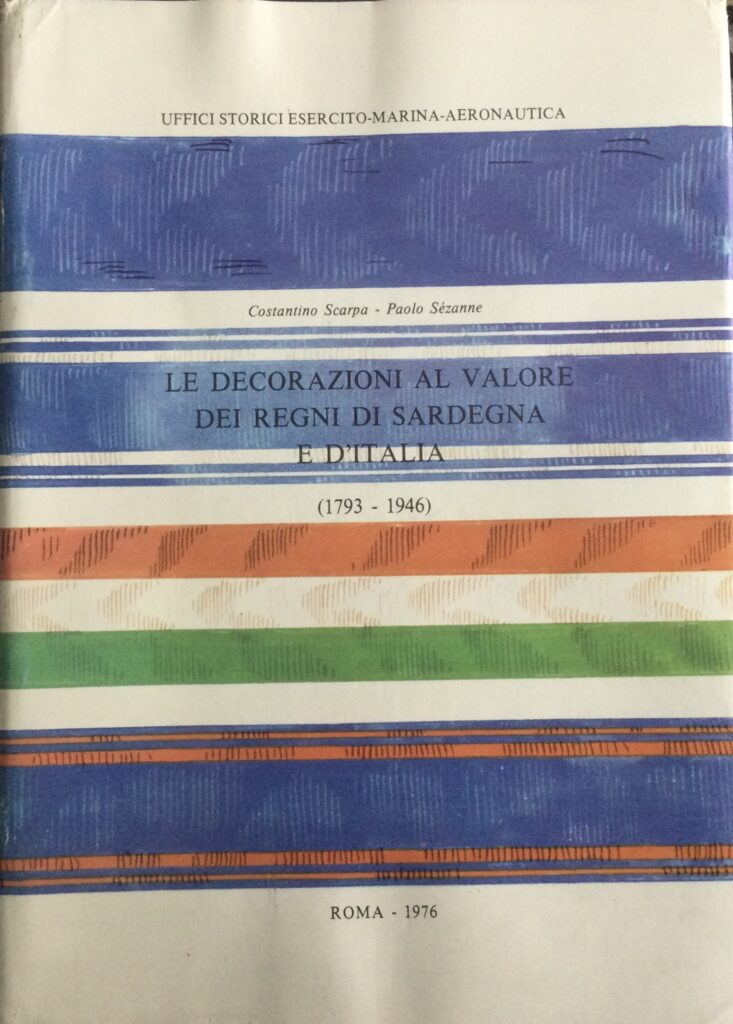 UFFICI STORICI ESERCITO-MARINA-AERONAUTICA
Costantino Scarpa - Paolo Sézanne
LE DECORAZIONI AL VALORE
DEI REGNI DI SARDEGNA
E D'ITALIA
(1793 - 1946)
ROMA - 1976